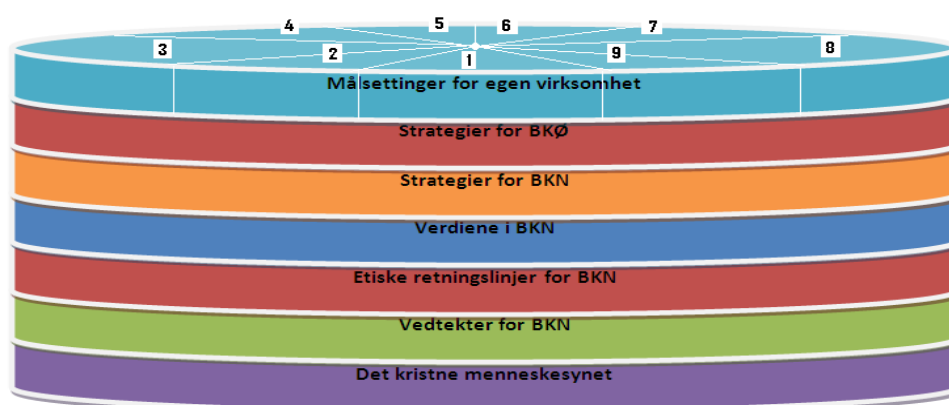 4 5 6 7
3 2 1 9 8
Målsettinger for egen virksomhet
Strategier for BKØ
Strategier for BKN
Verdiene i BKN
Etiske retningslinjer for BKN
Vedtekter for BKN
Det kristne menneskesynet